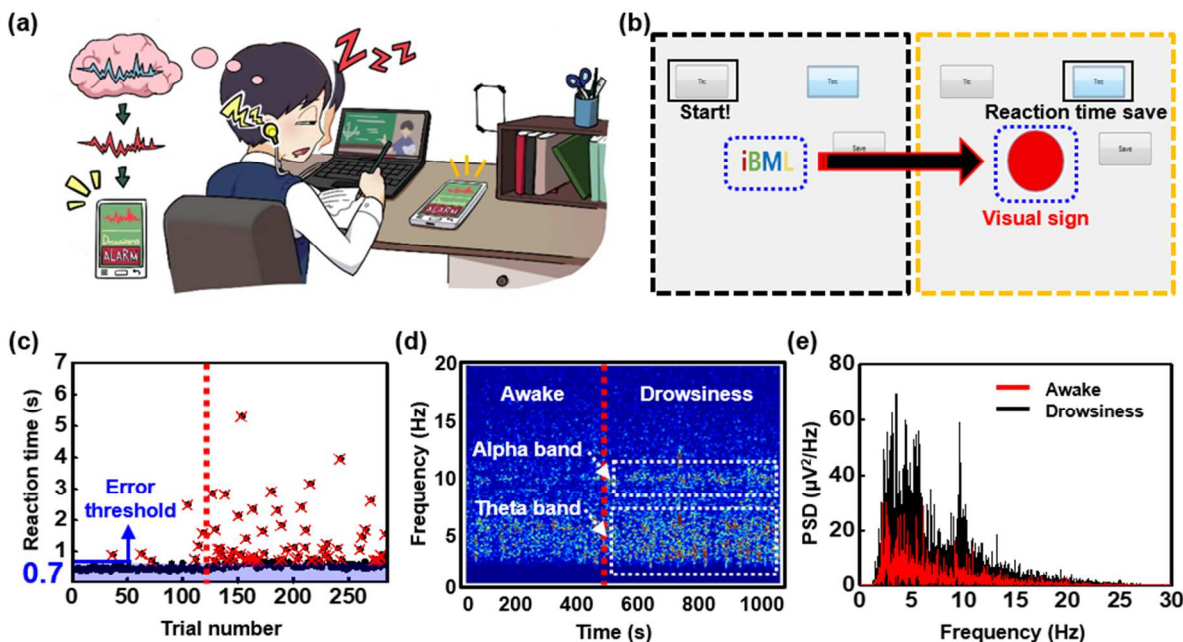 (a)
Z Z Z
Drowsiness
ALARM
(b)
Tic
Toc
Start!
iBML
Save
Tic
Toc
Reaction time save
Save
Visual sign
(c)
Reaction time (s)
7
6
5
4
3
2
1
0.7
Error
threshold
0 50 100 150 200 250
Trial number
(d)
Frequency (Hz)
20
15
10
5
0
Awake Drowsiness
Alpha band
Theta band
0 200 400 600 800 1000
Time (s)
(e)
PSD (μV²/Hz)
80
60
40
20
0
Awake
Drowsiness
0 5 10 15 20 25 30
Frequency (Hz)